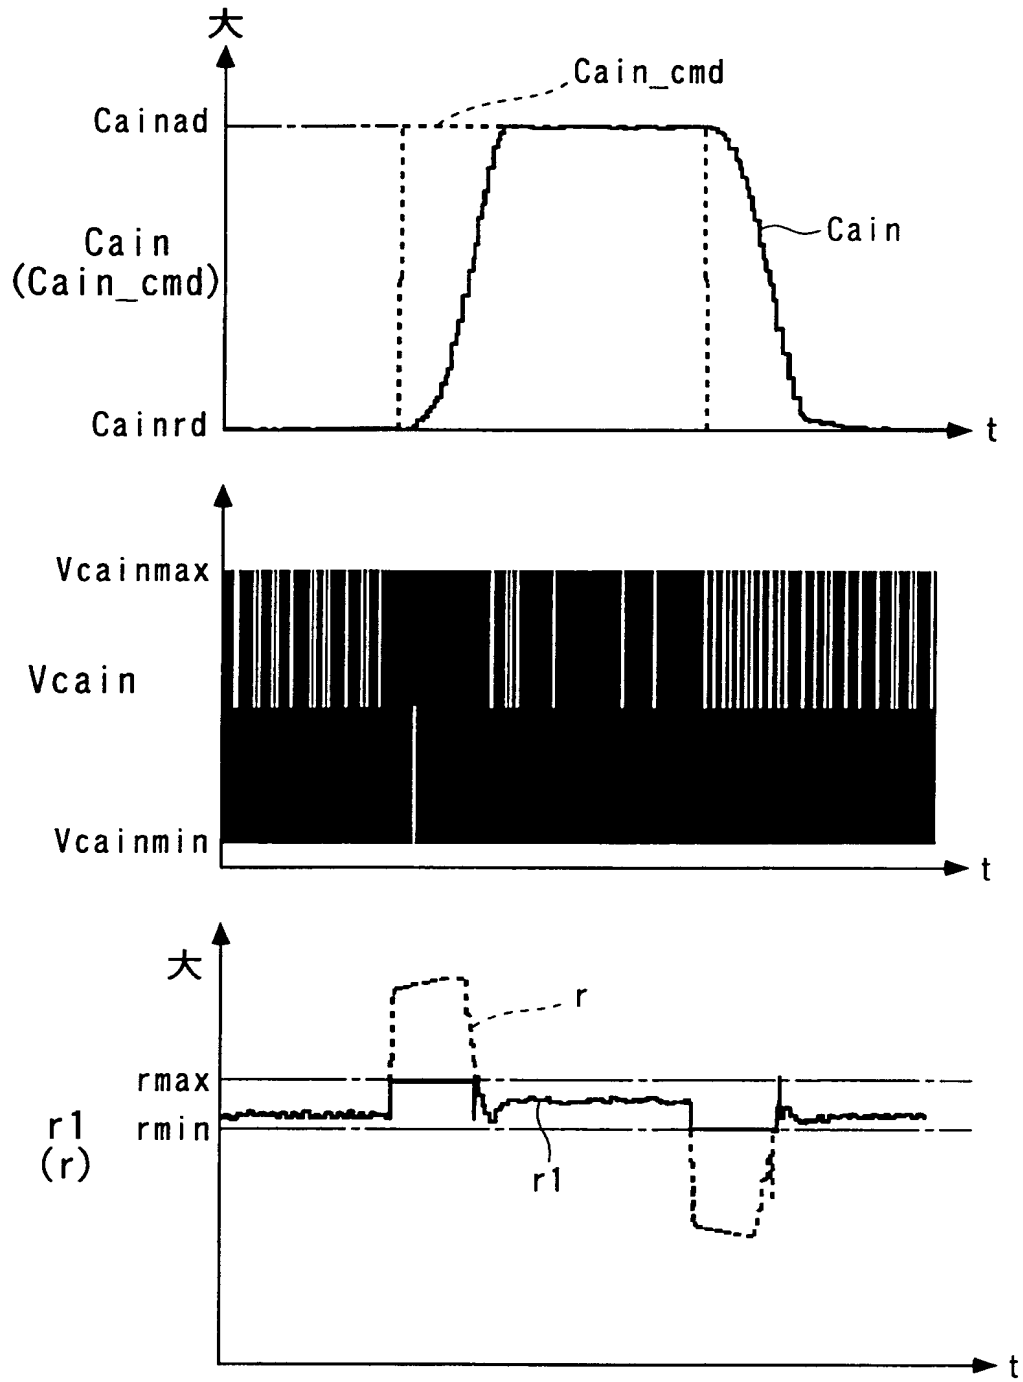 大
Cain_cmd
Cainad
Cain
(Cain_cmd)
Cain
Cainrd
t
Vcainmax
Vcain
Vcainmin
t
大
r
rmax
r1
(r)
rmin
r1
t